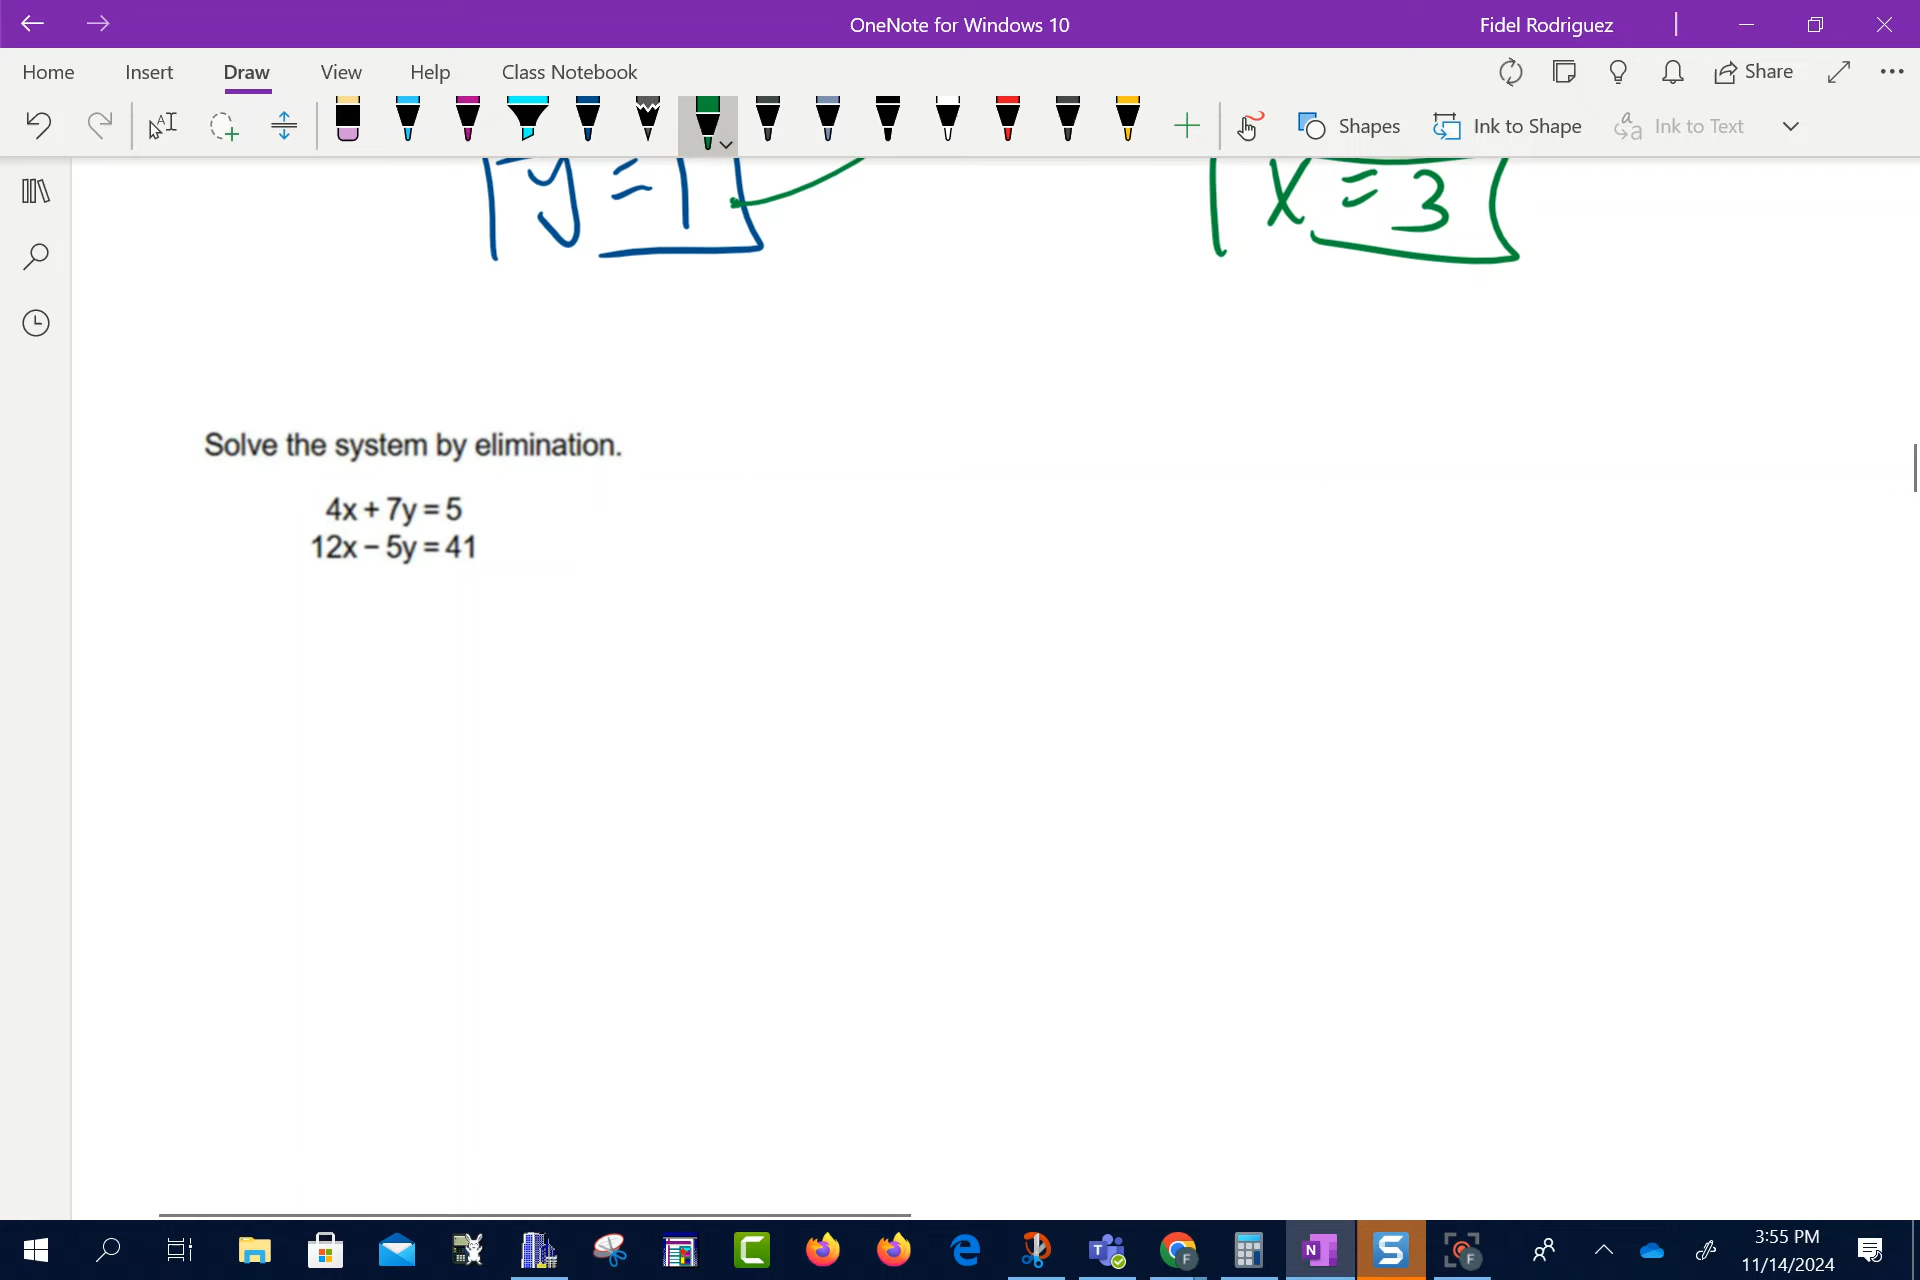 OneNote for Windows 10
Fidel Rodriguez
Home Insert Draw View Help Class Notebook Share
Shapes Ink to Shape Ink to Text
y = 1
x = 3
Solve the system by elimination.
4x + 7y = 5
12x − 5y = 41
3:55 PM
11/14/2024